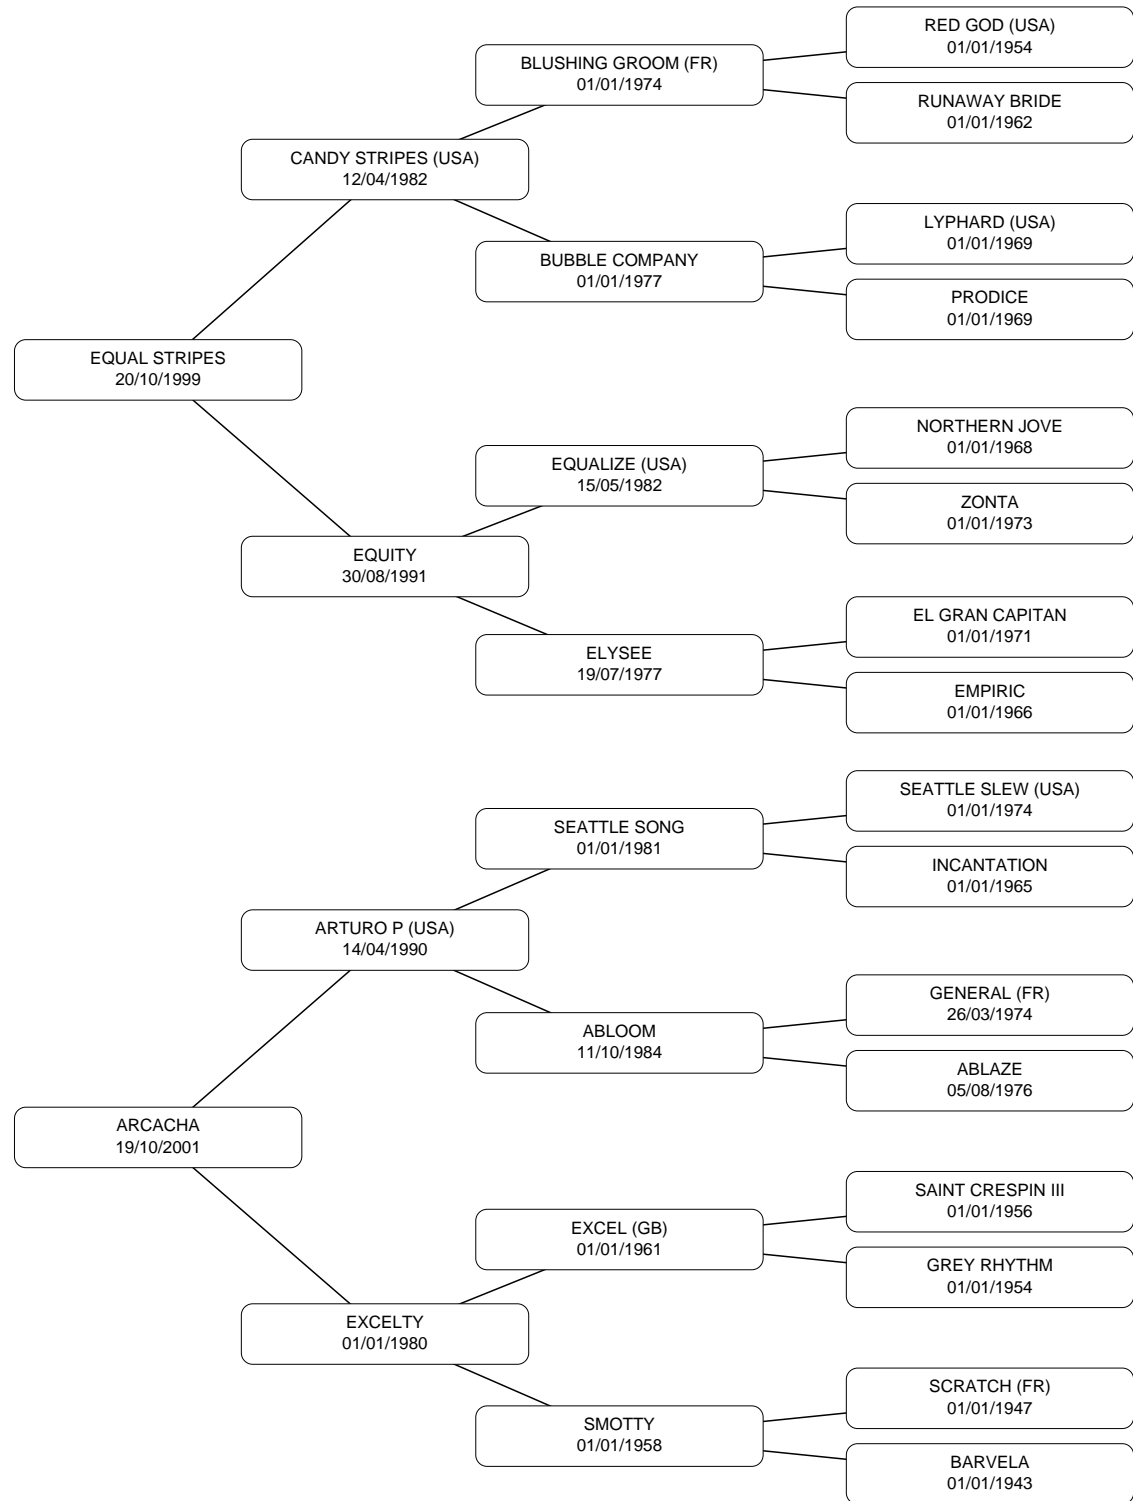 RED GOD (USA)
01/01/1954
BLUSHING GROOM (FR)
01/01/1974
RUNAWAY BRIDE
01/01/1962
CANDY STRIPES (USA)
12/04/1982
LYPHARD (USA)
01/01/1969
BUBBLE COMPANY
01/01/1977
PRODICE
01/01/1969
EQUAL STRIPES
20/10/1999
NORTHERN JOVE
01/01/1968
EQUALIZE (USA)
15/05/1982
ZONTA
01/01/1973
EQUITY
30/08/1991
EL GRAN CAPITAN
01/01/1971
ELYSEE
19/07/1977
EMPIRIC
01/01/1966
SEATTLE SLEW (USA)
01/01/1974
SEATTLE SONG
01/01/1981
INCANTATION
01/01/1965
ARTURO P (USA)
14/04/1990
GENERAL (FR)
26/03/1974
ABLOOM
11/10/1984
ABLAZE
05/08/1976
ARCACHA
19/10/2001
SAINT CRESPIN III
01/01/1956
EXCEL (GB)
01/01/1961
GREY RHYTHM
01/01/1954
EXCELTY
01/01/1980
SCRATCH (FR)
01/01/1947
SMOTTY
01/01/1958
BARVELA
01/01/1943